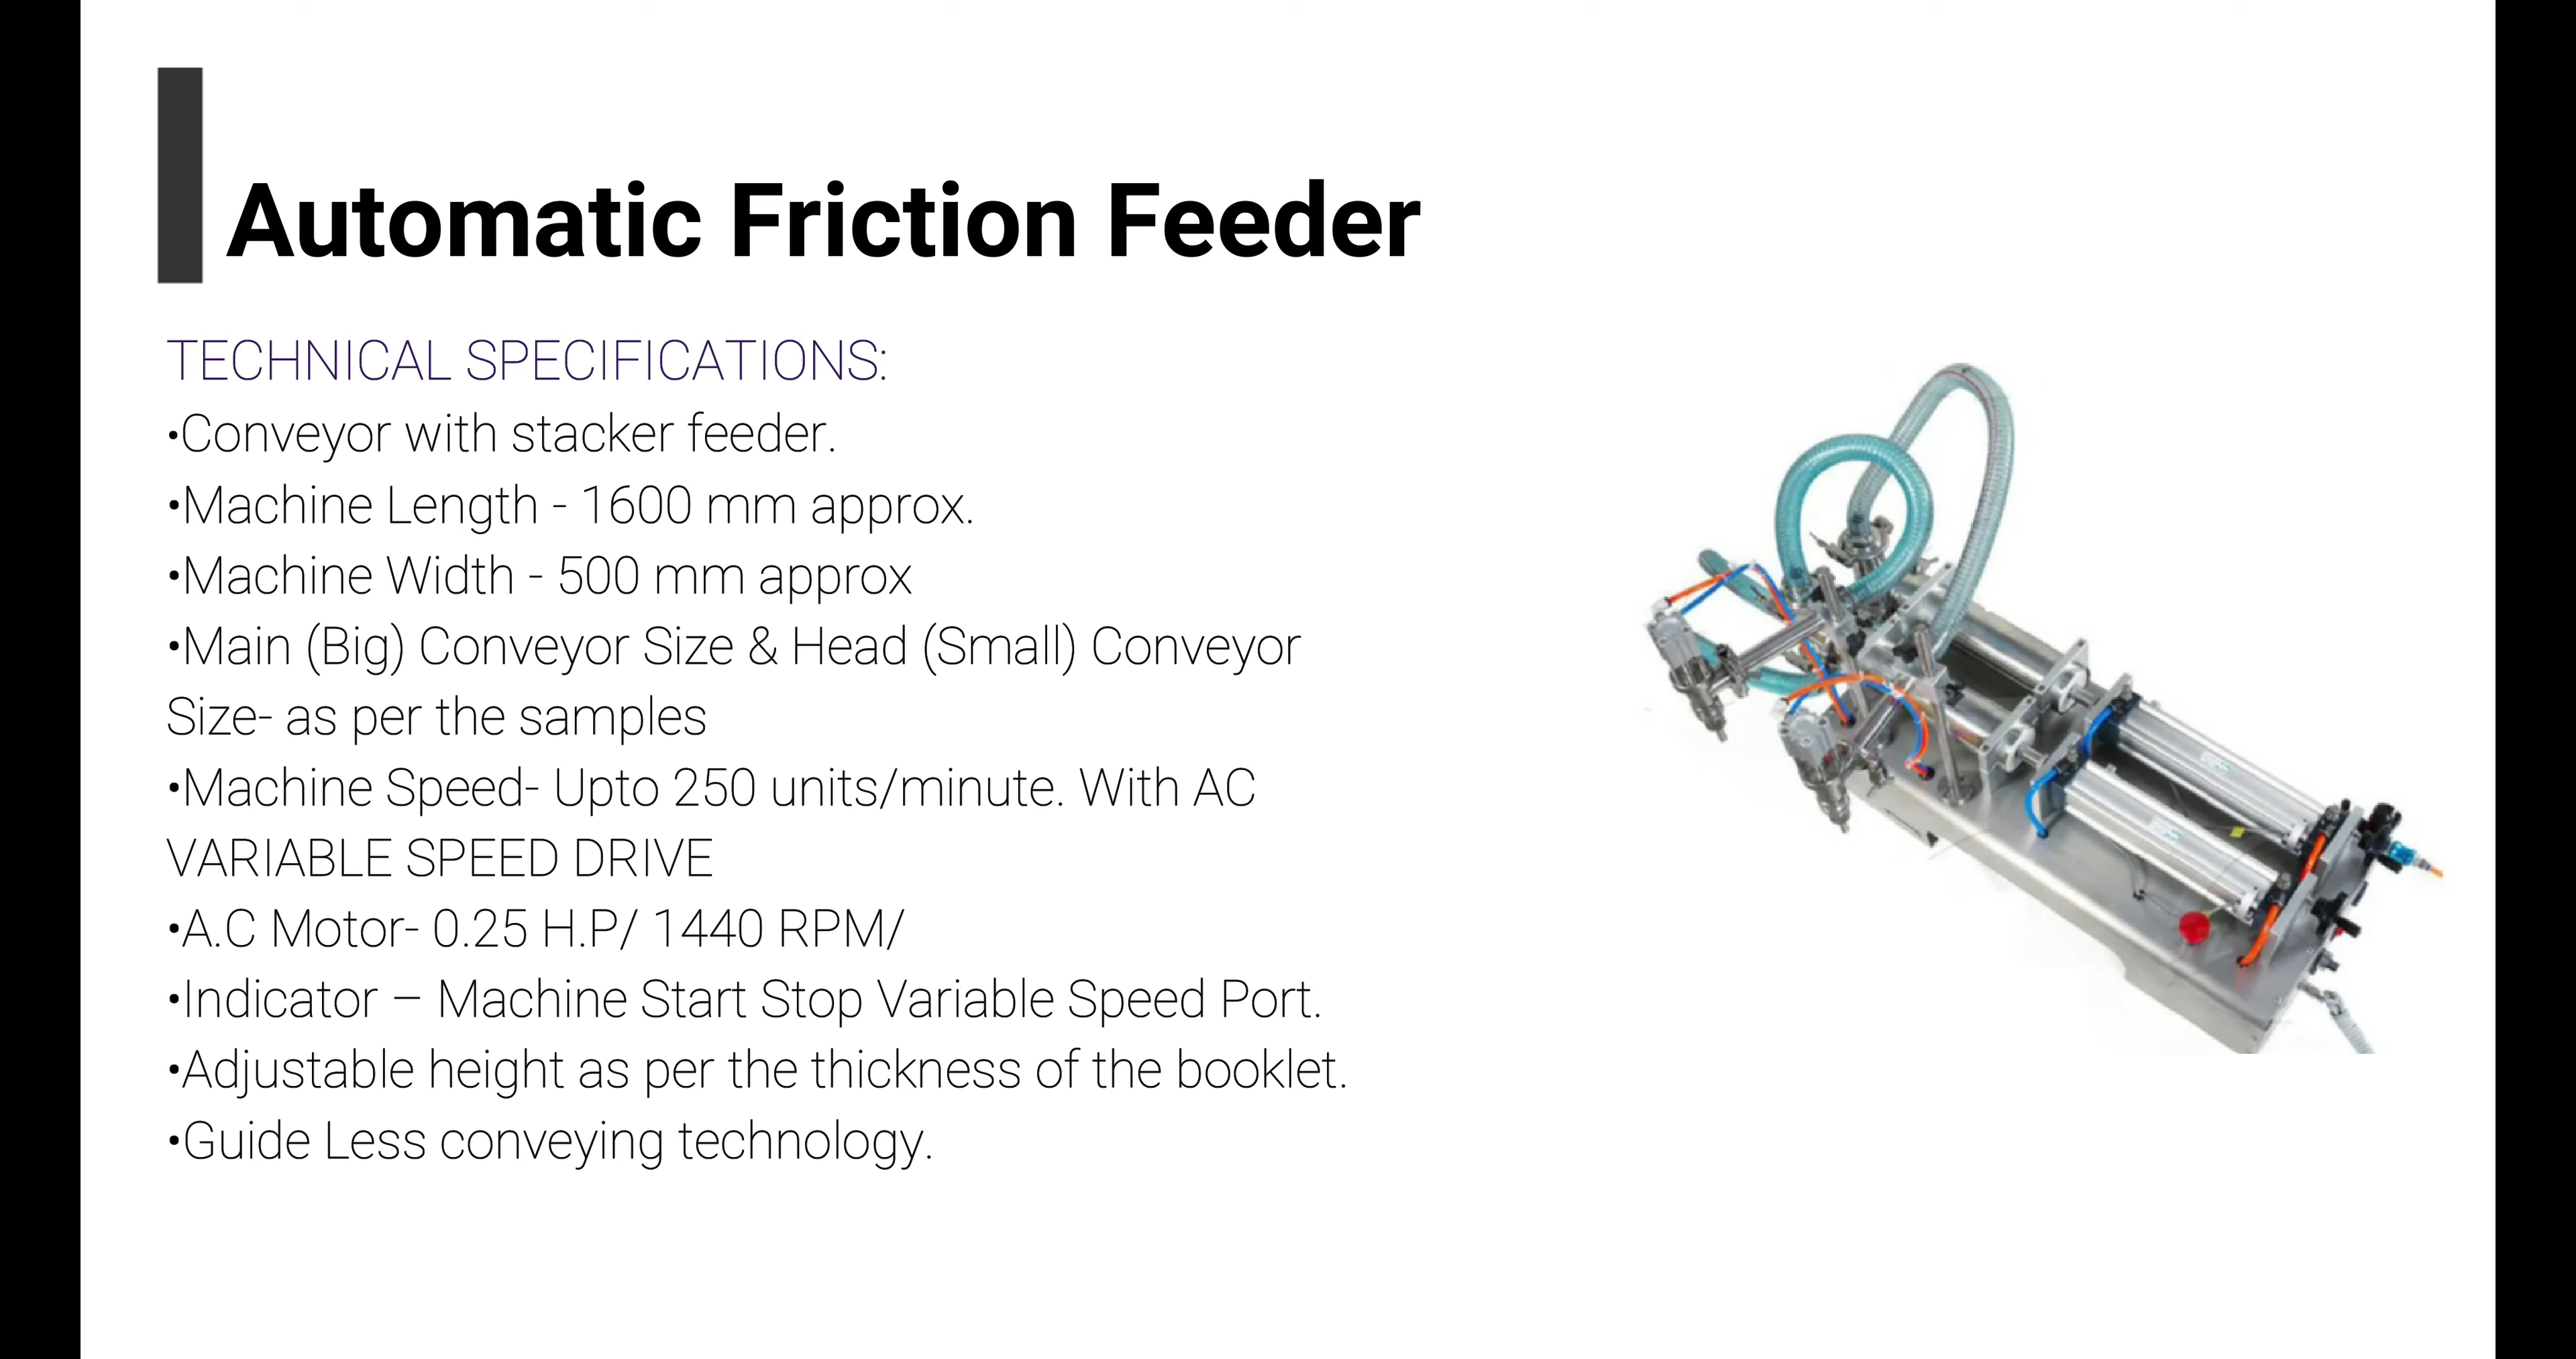 Automatic Friction Feeder
TECHNICAL SPECIFICATIONS:
•Conveyor with stacker feeder.
•Machine Length - 1600 mm approx.
•Machine Width - 500 mm approx
•Main (Big) Conveyor Size & Head (Small) Conveyor
Size- as per the samples
•Machine Speed- Upto 250 units/minute. With AC
VARIABLE SPEED DRIVE
•A.C Motor- 0.25 H.P/ 1440 RPM/
•Indicator – Machine Start Stop Variable Speed Port.
•Adjustable height as per the thickness of the booklet.
•Guide Less conveying technology.